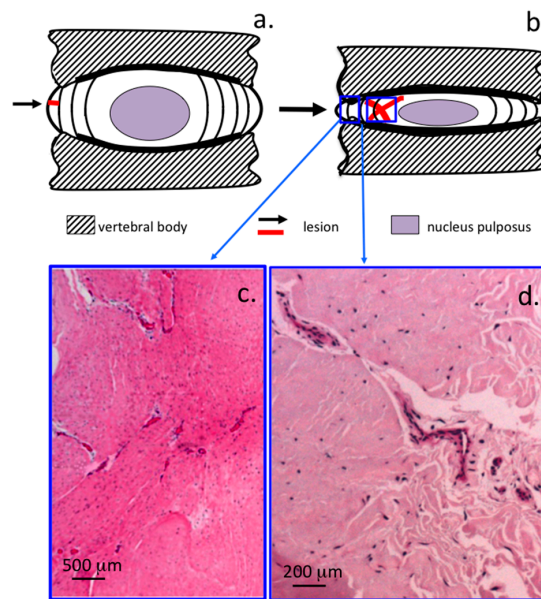 a.
b.
vertebral body
lesion
nucleus pulposus
c.
d.
500 μm
200 μm